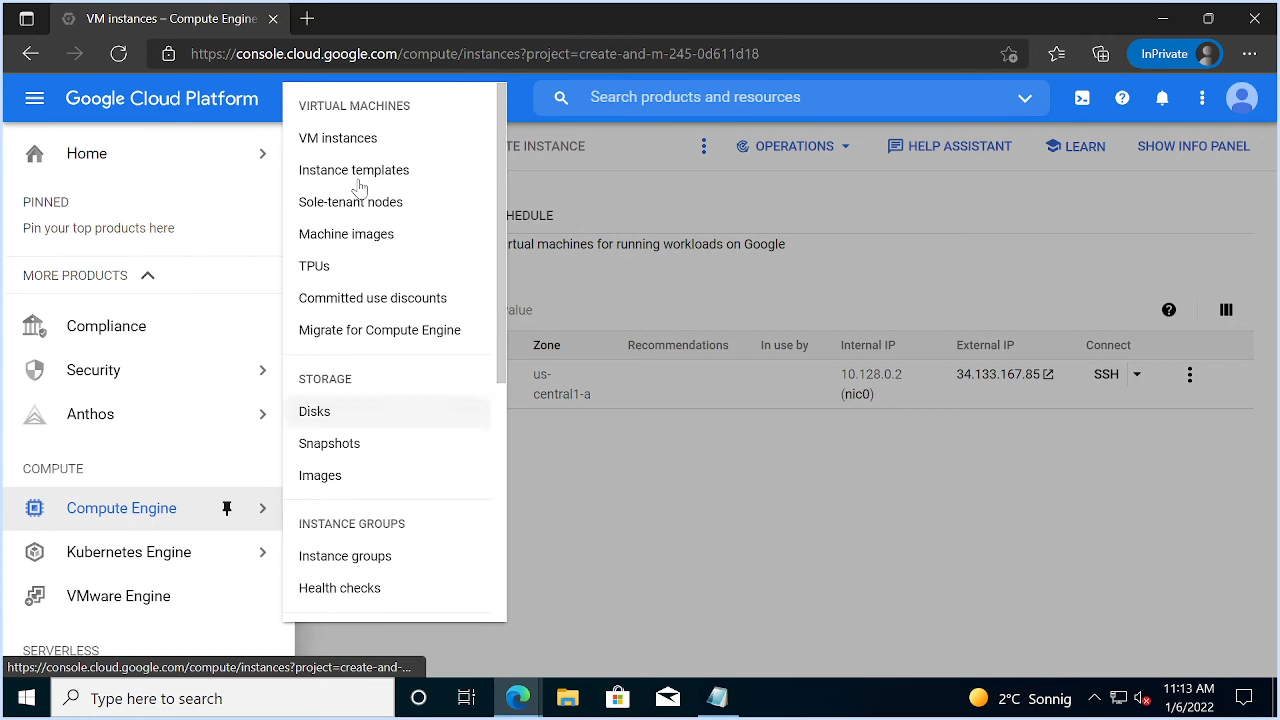 VM instances – Compute Engine
https://console.cloud.google.com/compute/instances?project=create-and-m-245-0d611d18
InPrivate
Google Cloud Platform
Search products and resources
Home
PINNED
Pin your top products here
MORE PRODUCTS
Compliance
Security
Anthos
COMPUTE
Compute Engine
Kubernetes Engine
VMware Engine
SERVERLESS
VIRTUAL MACHINES
VM instances
Instance templates
Sole-tenant nodes
Machine images
TPUs
Committed use discounts
Migrate for Compute Engine
STORAGE
Disks
Snapshots
Images
INSTANCE GROUPS
Instance groups
Health checks
TE INSTANCE
OPERATIONS
HELP ASSISTANT
LEARN
SHOW INFO PANEL
HEDULE
rtual machines for running workloads on Google
value
Zone Recommendations In use by Internal IP External IP Connect
us- 10.128.0.2 34.133.167.85 SSH
central1-a (nic0)
https://console.cloud.google.com/compute/instances?project=create-and-...
Type here to search
2°C Sonnig
11:13 AM
1/6/2022